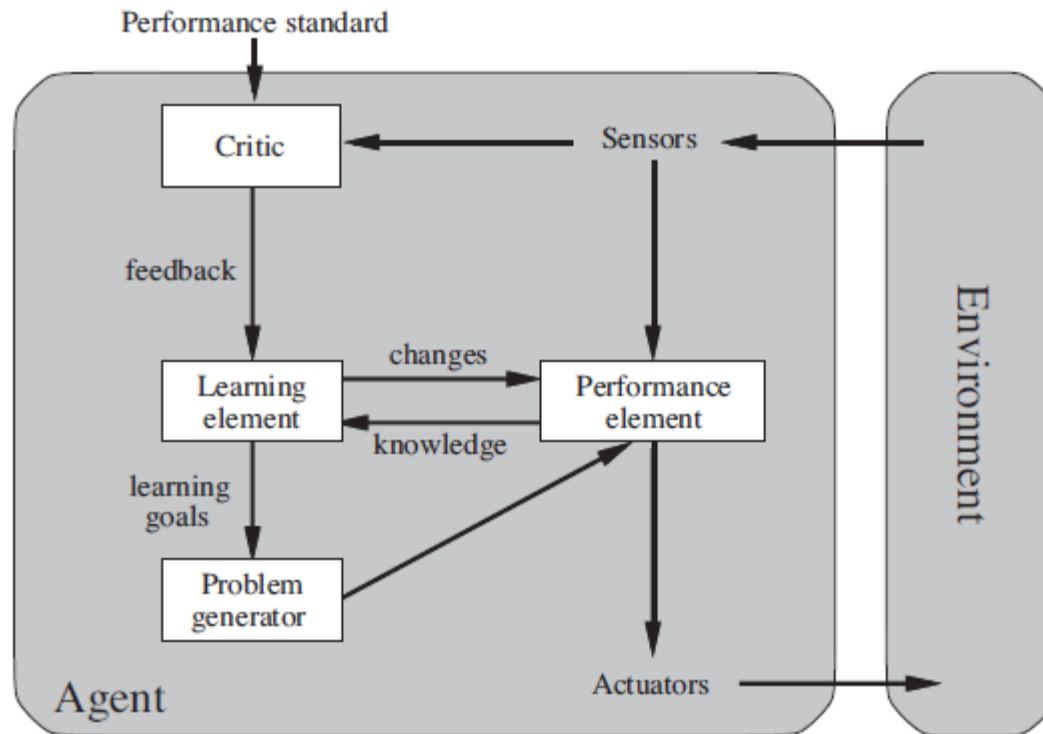 Performance standard
Critic
Sensors
feedback
changes
Learning
element
Performance
element
knowledge
learning
goals
Problem
generator
Agent
Actuators
Environment